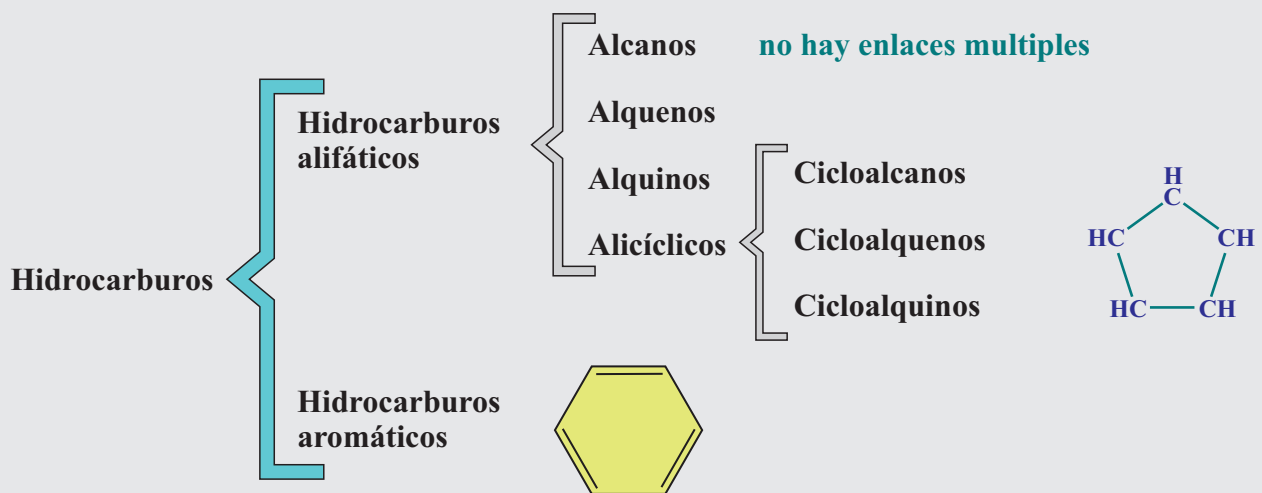 Alcanos no hay enlaces multiples
Hidrocarburos
alifáticos
Alquenos
Alquinos
Alicíclicos
Cicloalcanos
Cicloalquenos
Cicloalquinos
H
C
HC
CH
HC
CH
Hidrocarburos
Hidrocarburos
aromáticos